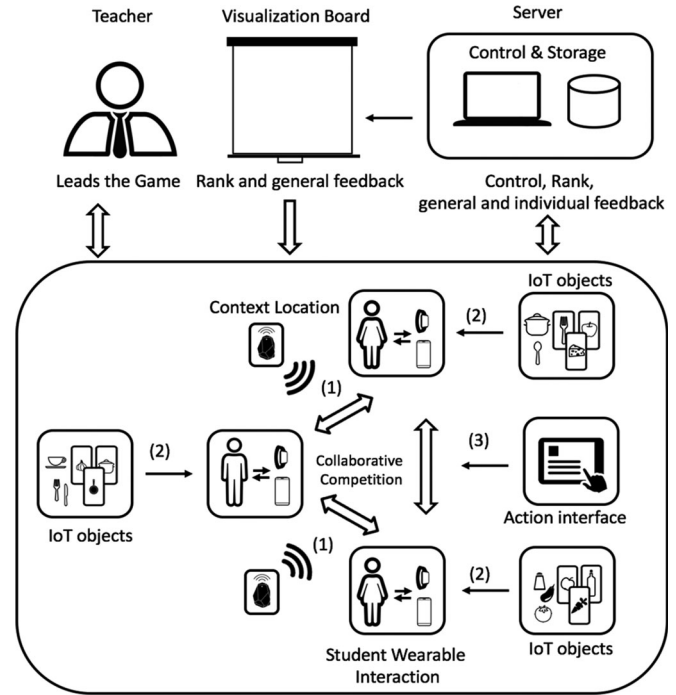 Teacher
Visualization Board
Server
Control & Storage
Leads the Game
Rank and general feedback
Control, Rank,
general and individual feedback
IoT objects
Context Location
(2)
(1)
(2)
(3)
Collaborative
Competition
IoT objects
Action interface
(1)
(2)
Student Wearable
Interaction
IoT objects